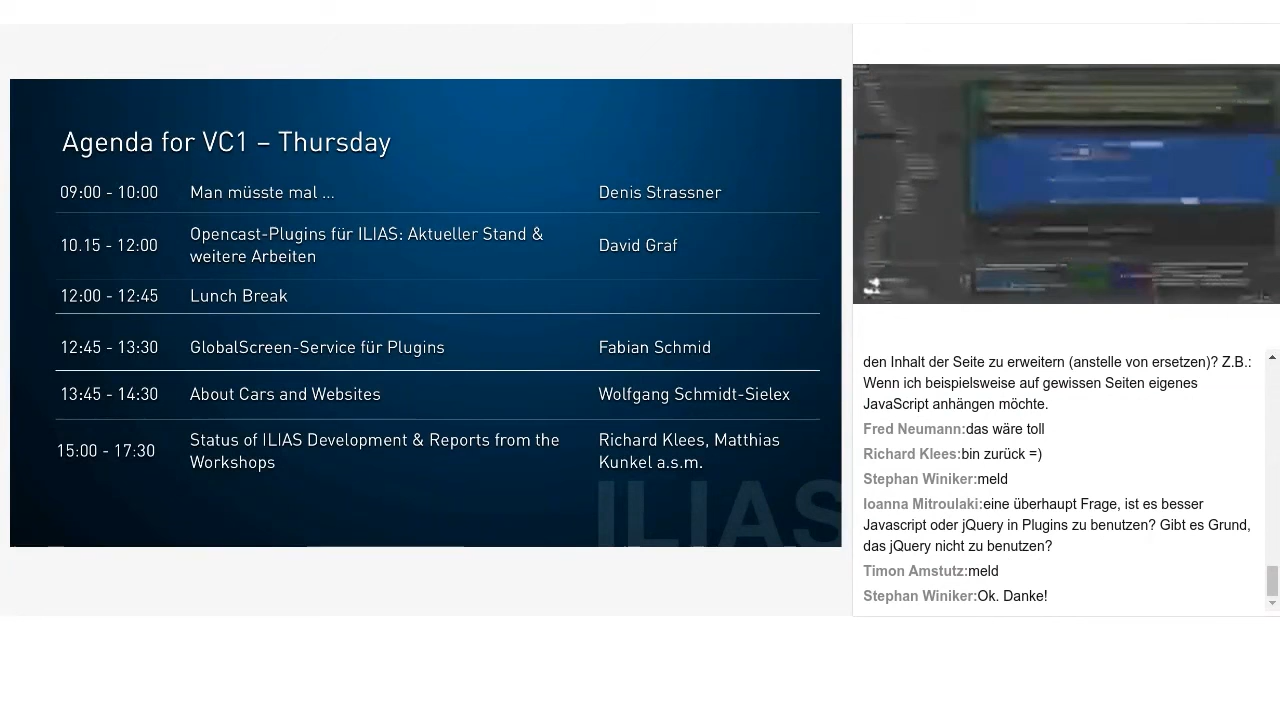 Agenda for VC1 – Thursday
09:00 - 10:00 Man müsste mal ... Denis Strassner
10.15 - 12:00 Opencast-Plugins für ILIAS: Aktueller Stand & weitere Arbeiten David Graf
12:00 - 12:45 Lunch Break
12:45 - 13:30 GlobalScreen-Service für Plugins Fabian Schmid
13:45 - 14:30 About Cars and Websites Wolfgang Schmidt-Sielex
15:00 - 17:30 Status of ILIAS Development & Reports from the Workshops Richard Klees, Matthias Kunkel a.s.m.
ILIAS
den Inhalt der Seite zu erweitern (anstelle von ersetzen)? Z.B.:
Wenn ich beispielsweise auf gewissen Seiten eigenes
JavaScript anhängen möchte.
Fred Neumann:das wäre toll
Richard Klees:bin zurück =)
Stephan Winiker:meld
Ioanna Mitroulaki:eine überhaupt Frage, ist es besser
Javascript oder jQuery in Plugins zu benutzen? Gibt es Grund,
das jQuery nicht zu benutzen?
Timon Amstutz:meld
Stephan Winiker:Ok. Danke!